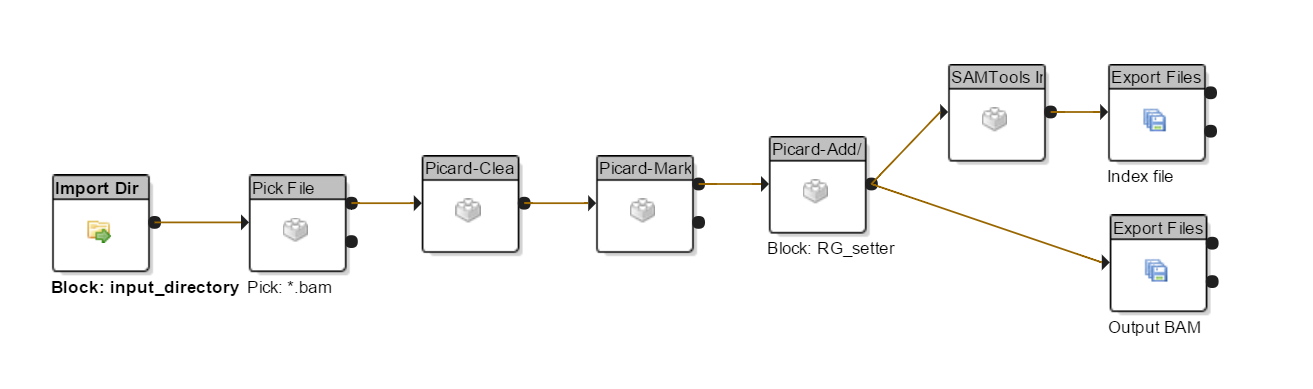 Import Dir
Block: input_directory
Pick File
Pick: *.bam
Picard-Clea
Picard-Mark
Picard-Add/
Block: RG_setter
SAMTools In
Export Files
Index file
Export Files
Output BAM